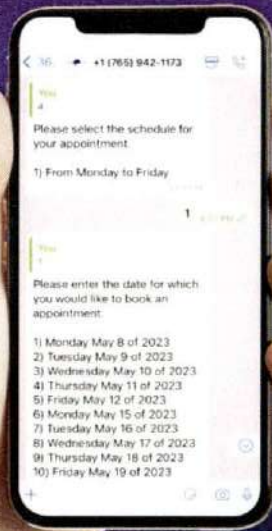 36
+1 (765) 942-1173
You
4
Please select the schedule for
your appointment
1) From Monday to Friday
1
You
1
Please enter the date for which
you would like to book an
appointment
1) Monday May 8 of 2023
2) Tuesday May 9 of 2023
3) Wednesday May 10 of 2023
4) Thursday May 11 of 2023
5) Friday May 12 of 2023
6) Monday May 15 of 2023
7) Tuesday May 16 of 2023
8) Wednesday May 17 of 2023
9) Thursday May 18 of 2023
10) Friday May 19 of 2023